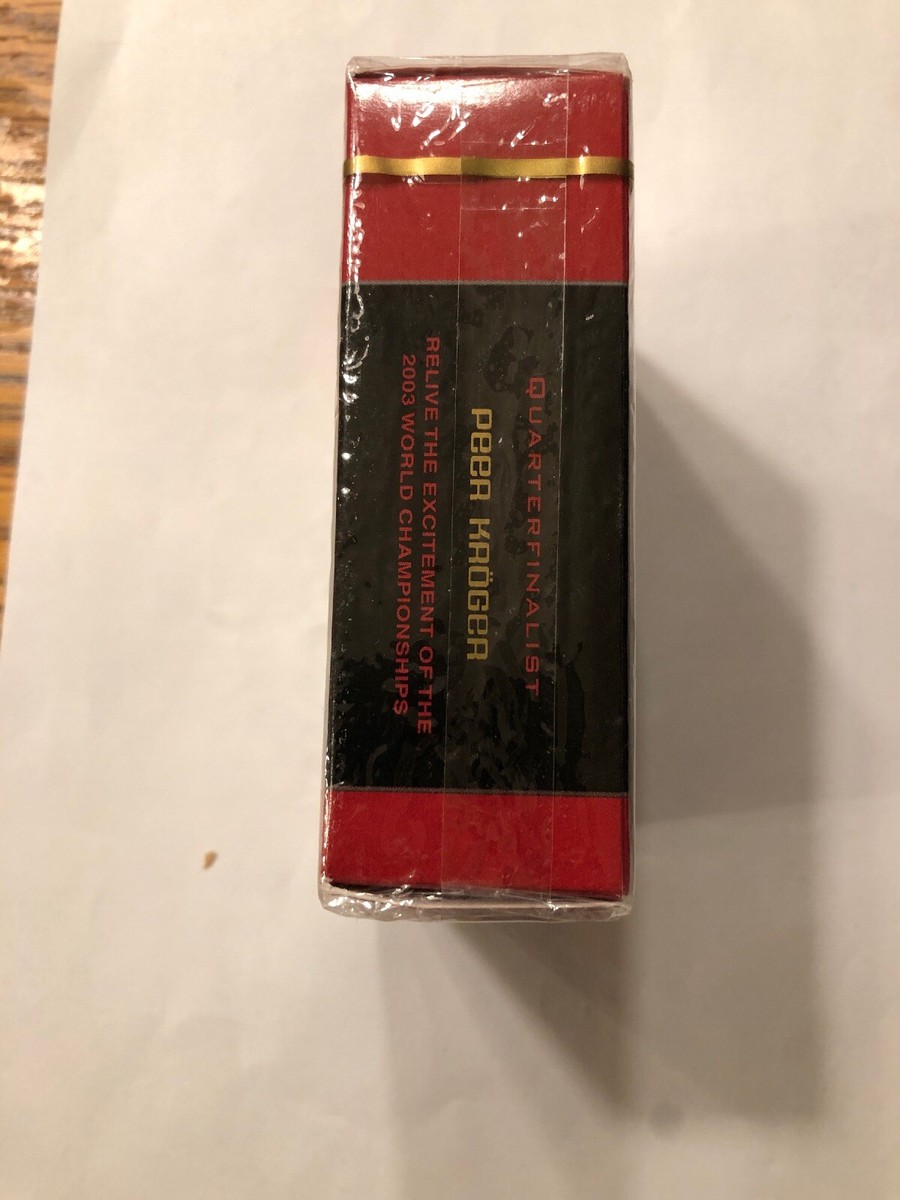 QUARTERFINALIST
PEER KRÖGER
RELIVE THE EXCITEMENT OF THE
2003 WORLD CHAMPIONSHIPS